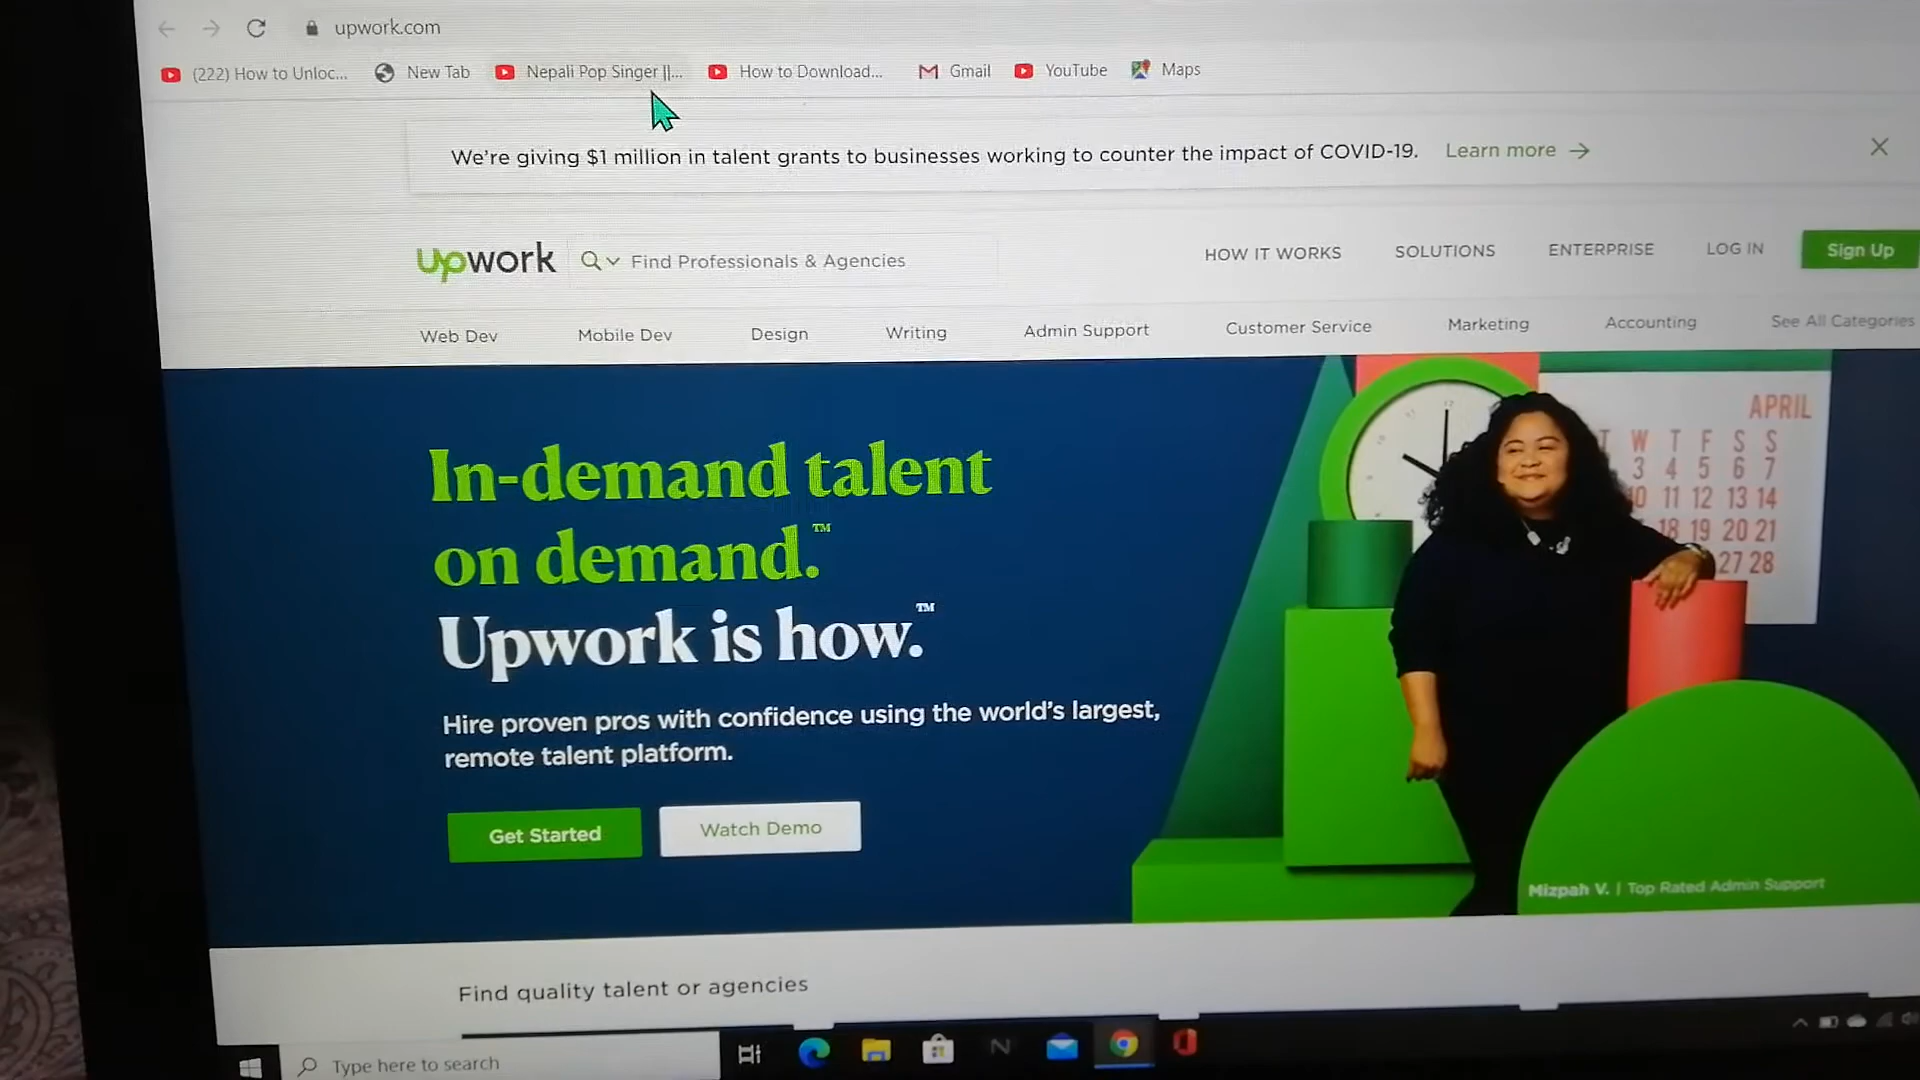 upwork.com
(222) How to Unloc...
New Tab
Nepali Pop Singer ||...
How to Download...
Gmail
YouTube
Maps
We're giving $1 million in talent grants to businesses working to counter the impact of COVID-19. Learn more →
upwork
Find Professionals & Agencies
HOW IT WORKS
SOLUTIONS
ENTERPRISE
LOG IN
Sign Up
Web Dev
Mobile Dev
Design
Writing
Admin Support
Customer Service
Marketing
Accounting
See All Categories
In-demand talent
on demand.™
Upwork is how.™
Hire proven pros with confidence using the world's largest,
remote talent platform.
Get Started
Watch Demo
APRIL
T W T F S S
3 4 5 6 7
10 11 12 13 14
18 19 20 21
27 28
Mizpah V. | Top Rated Admin Support
Find quality talent or agencies
Type here to search